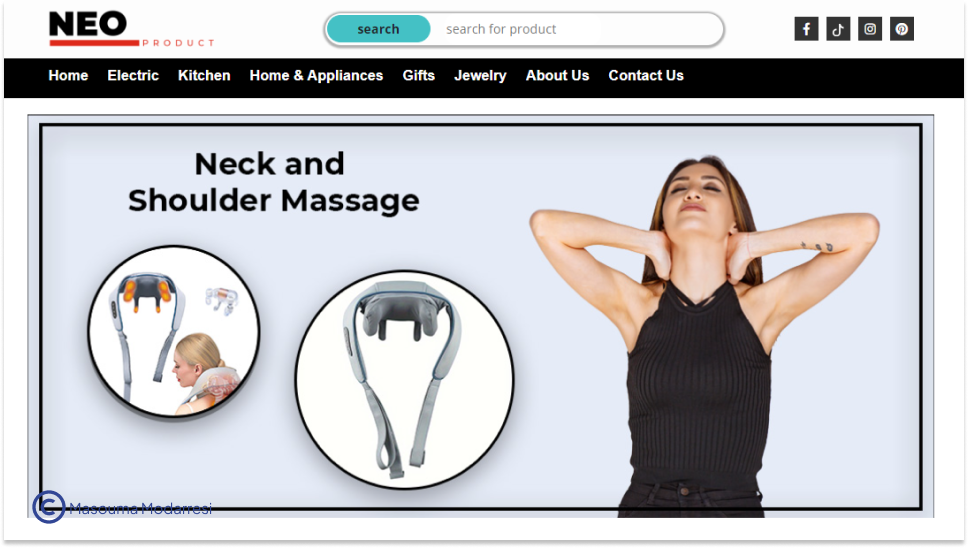 NEO
PRODUCT
search search for product
Home Electric Kitchen Home & Appliances Gifts Jewelry About Us Contact Us
Neck and
Shoulder Massage
© Masouma Modarresi